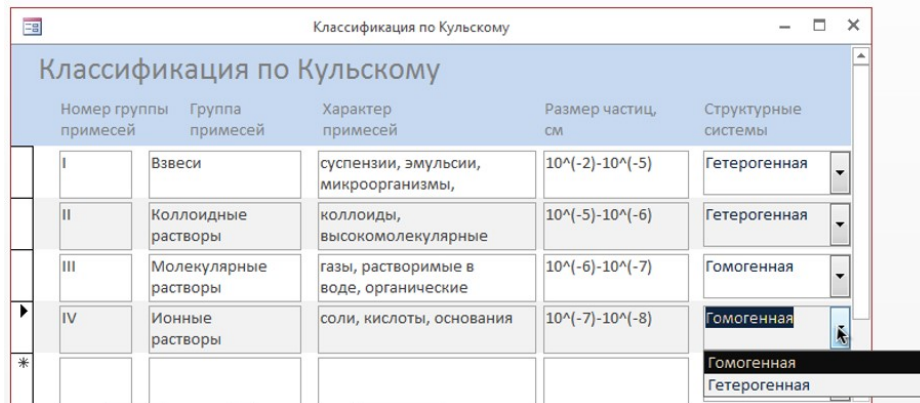 Классификация по Кульскому
Классификация по Кульскому
Номер группы примесей
Группа примесей
Характер примесей
Размер частиц, см
Структурные системы
I
Взвеси
суспензии, эмульсии,
микроорганизмы,
10^(-2)-10^(-5)
Гетерогенная
II
Коллоидные
растворы
коллоиды,
высокомолекулярные
10^(-5)-10^(-6)
Гетерогенная
III
Молекулярные
растворы
газы, растворимые в
воде, органические
10^(-6)-10^(-7)
Гомогенная
IV
Ионные
растворы
соли, кислоты, основания
10^(-7)-10^(-8)
Гомогенная
Гомогенная
Гетерогенная